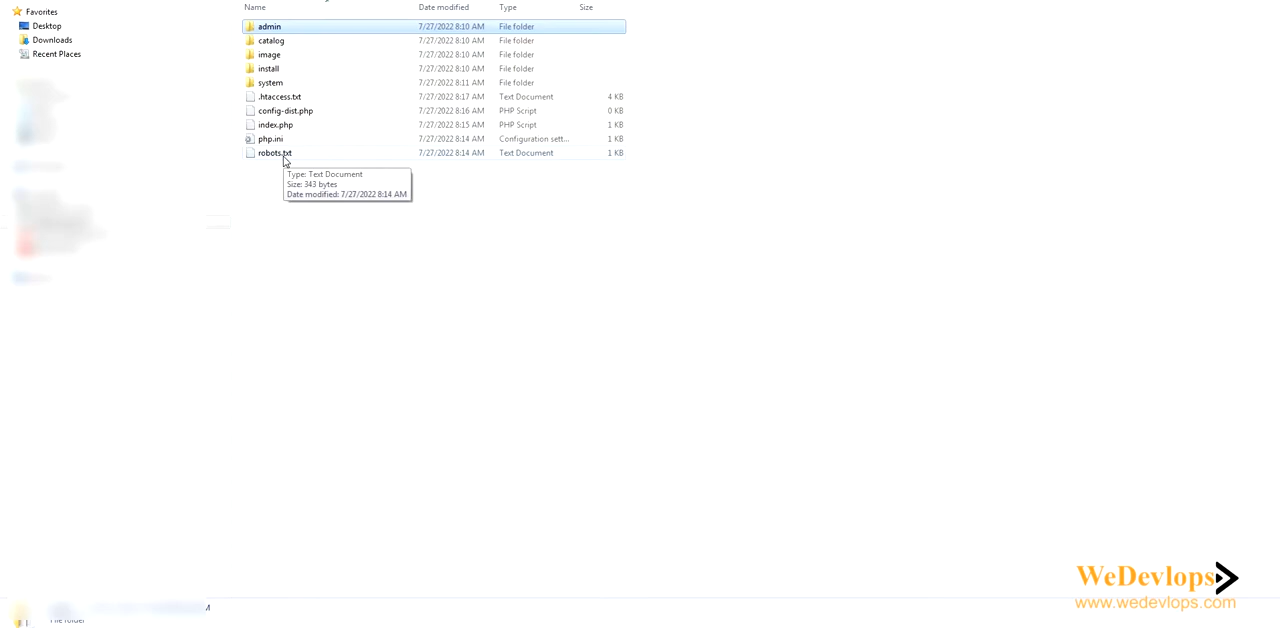 Favorites
Desktop
Downloads
Recent Places
Name Date modified Type Size
admin 7/27/2022 8:10 AM File folder
catalog 7/27/2022 8:10 AM File folder
image 7/27/2022 8:10 AM File folder
install 7/27/2022 8:10 AM File folder
system 7/27/2022 8:11 AM File folder
.htaccess.txt 7/27/2022 8:17 AM Text Document 4 KB
config-dist.php 7/27/2022 8:16 AM PHP Script 0 KB
index.php 7/27/2022 8:15 AM PHP Script 1 KB
php.ini 7/27/2022 8:14 AM Configuration sett... 1 KB
robots.txt 7/27/2022 8:14 AM Text Document 1 KB
Type: Text Document
Size: 343 bytes
Date modified: 7/27/2022 8:14 AM
WeDevlops
www.wedevlops.com
M
File folder